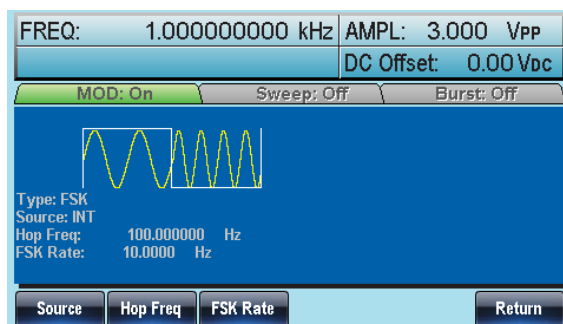 FREQ: 1.000000000 kHz AMPL: 3.000 VPP
DC Offset: 0.00 VDC
MOD: On Sweep: Off Burst: Off
Type: FSK
Source: INT
Hop Freq: 100.000000 Hz
FSK Rate: 10.0000 Hz
Source Hop Freq FSK Rate Return